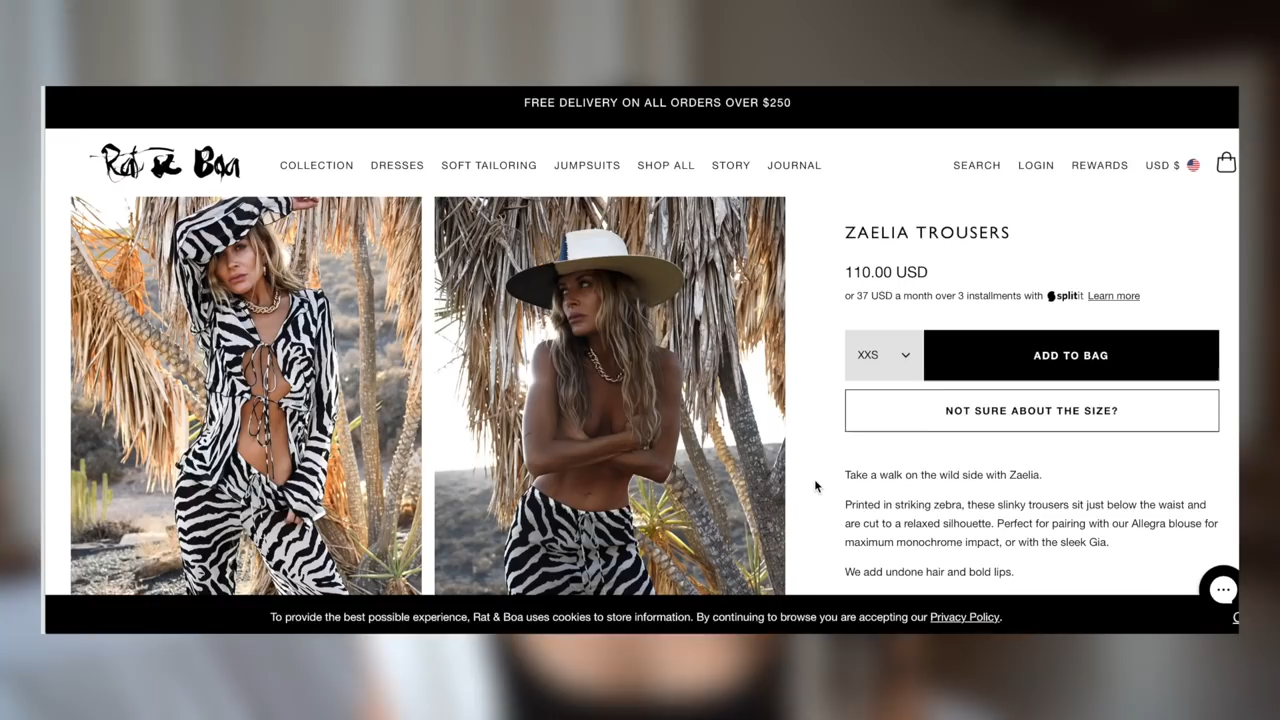 FREE DELIVERY ON ALL ORDERS OVER $250
Rat & Boa
COLLECTION DRESSES SOFT TAILORING JUMPSUITS SHOP ALL STORY JOURNAL
SEARCH LOGIN REWARDS USD $
ZAELIA TROUSERS
110.00 USD
or 37 USD a month over 3 installments with splitit Learn more
XXS
ADD TO BAG
NOT SURE ABOUT THE SIZE?
Take a walk on the wild side with Zaelia.
Printed in striking zebra, these slinky trousers sit just below the waist and
are cut to a relaxed silhouette. Perfect for pairing with our Allegra blouse for
maximum monochrome impact, or with the sleek Gia.
We add undone hair and bold lips.
To provide the best possible experience, Rat & Boa uses cookies to store information. By continuing to browse you are accepting our Privacy Policy.